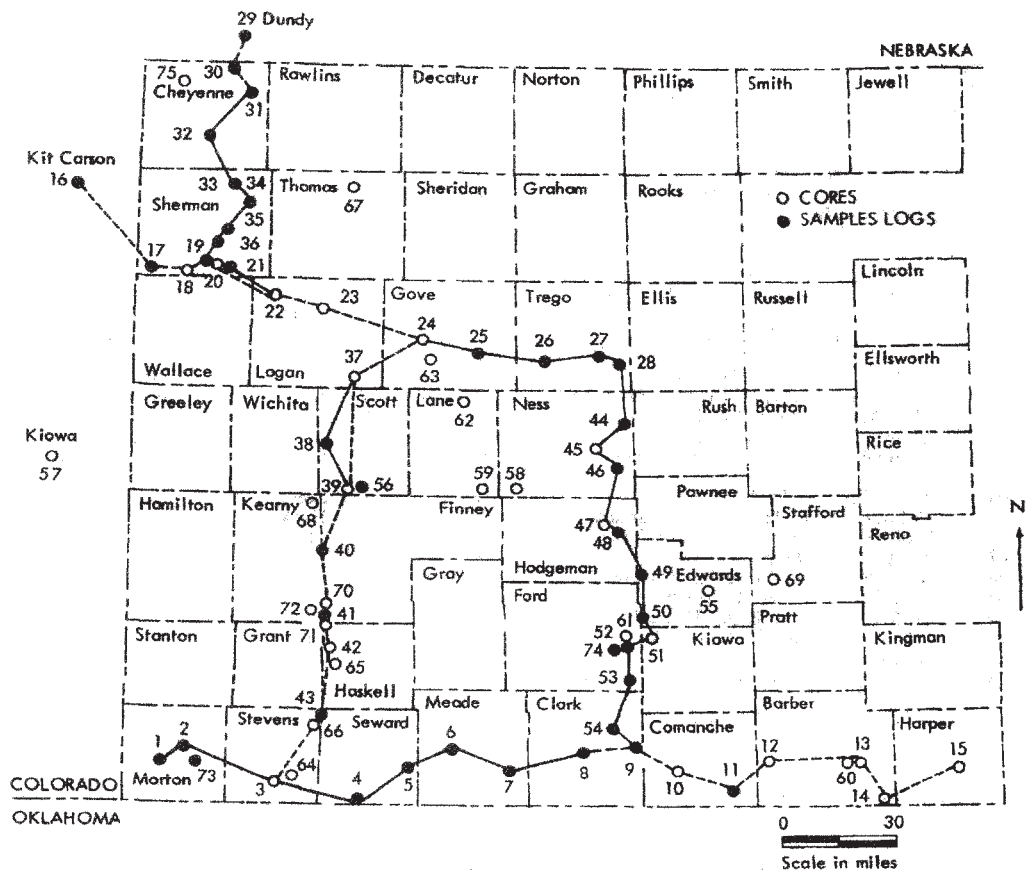 29 Dundy
NEBRASKA
75
30
Rawlins
Decatur
Norton
Phillips
Smith
Jewell
Cheyenne
31
32
Kit Carson
16
33
34
Thomas
67
Sheridan
Graham
Rooks
CORES
SAMPLES LOGS
Sherman
35
36
19
17
18
20
21
22
23
Gove
Trego
Ellis
Russell
Lincoln
24
25
26
27
28
37
63
Wallace
Logan
Ellsworth
Greeley
Wichita
Scott
Lane
62
Ness
Rush
Barton
44
Kiowa
57
38
45
46
Rice
39
56
59
58
Pawnee
Hamilton
Kearny
68
Finney
Stafford
N
47
48
Reno
40
Gray
Hodgeman
49
Edwards
55
69
Ford
70
72
41
50
Pratt
Stanton
Grant
71
61
52
51
Kiawa
Kingman
42
74
65
53
Haskell
43
Meade
Clark
Barber
Stevens
66
Seward
54
Comanche
Harper
1
2
6
12
13
15
Morton
73
64
3
4
5
7
8
9
10
11
60
14
COLORADO
OKLAHOMA
0
30
Scale in miles